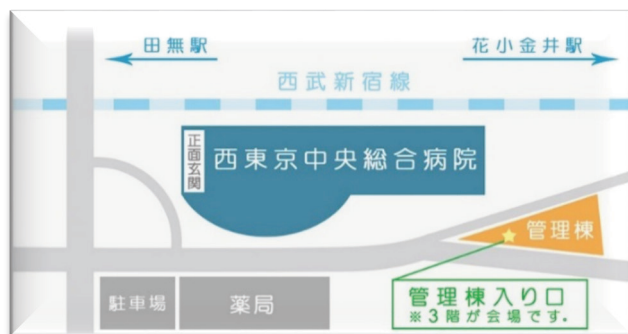 田無駅
花小金井駅
西武新宿線
正面玄関
西東京中央総合病院
管理棟
駐車場
薬局
管理棟入り口
※3階が会場です。